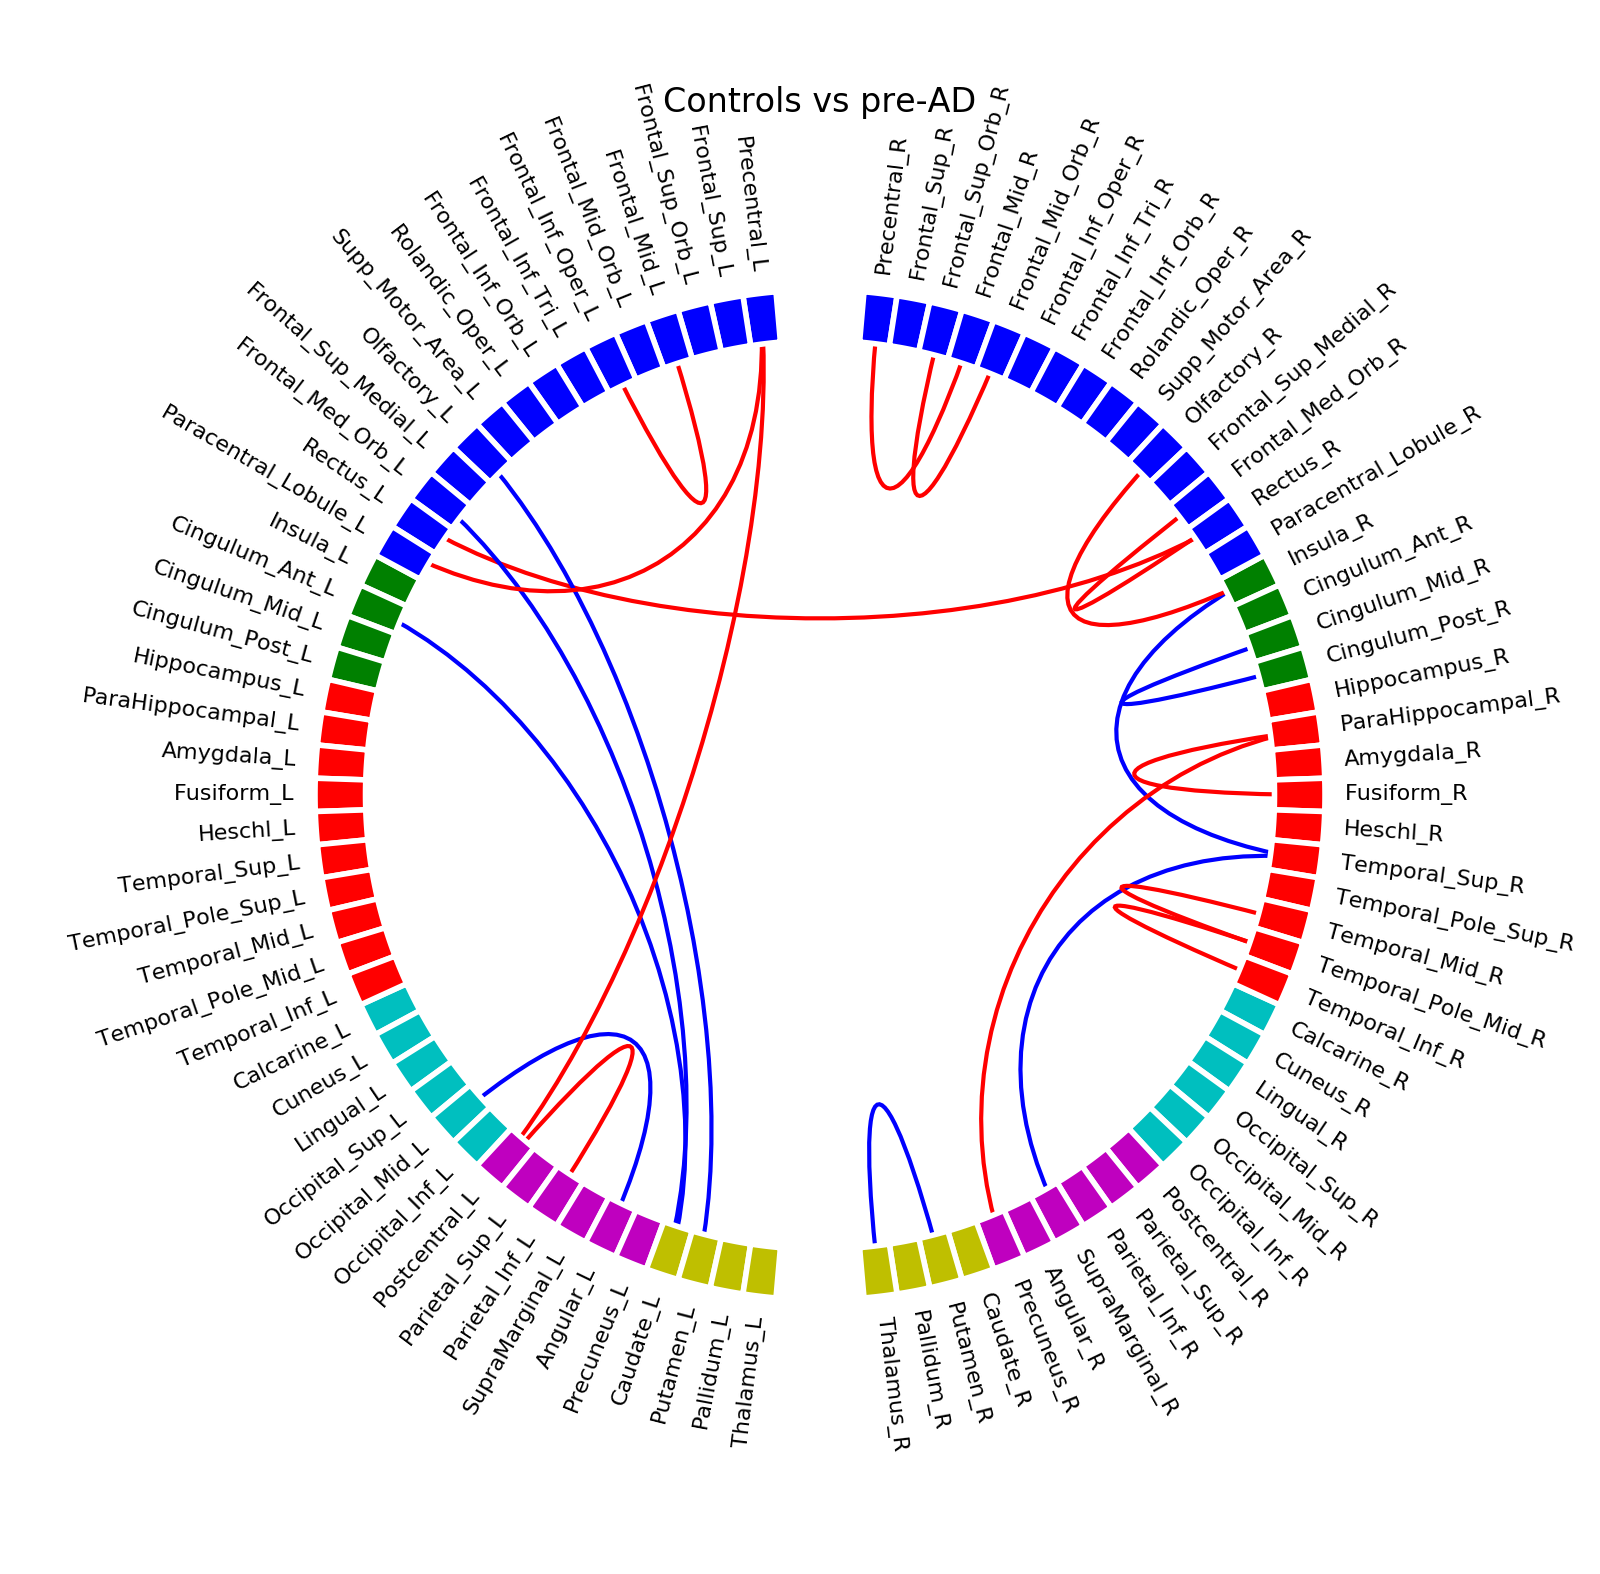 Controls vs pre-AD
Precentral_L
Frontal_Sup_L
Frontal_Sup_Orb_L
Frontal_Mid_L
Frontal_Mid_Orb_L
Frontal_Inf_Oper_L
Frontal_Inf_Tri_L
Frontal_Inf_Orb_L
Rolandic_Oper_L
Supp_Motor_Area_L
Olfactory_L
Frontal_Sup_Medial_L
Frontal_Med_Orb_L
Rectus_L
Paracentral_Lobule_L
Insula_L
Cingulum_Ant_L
Cingulum_Mid_L
Cingulum_Post_L
Hippocampus_L
ParaHippocampal_L
Amygdala_L
Fusiform_L
Heschl_L
Temporal_Sup_L
Temporal_Pole_Sup_L
Temporal_Mid_L
Temporal_Pole_Mid_L
Temporal_Inf_L
Calcarine_L
Cuneus_L
Lingual_L
Occipital_Sup_L
Occipital_Mid_L
Occipital_Inf_L
Postcentral_L
Parietal_Sup_L
Parietal_Inf_L
SupraMarginal_L
Angular_L
Precuneus_L
Caudate_L
Putamen_L
Pallidum_L
Thalamus_L
Precentral_R
Frontal_Sup_R
Frontal_Sup_Orb_R
Frontal_Mid_R
Frontal_Mid_Orb_R
Frontal_Inf_Oper_R
Frontal_Inf_Tri_R
Frontal_Inf_Orb_R
Rolandic_Oper_R
Supp_Motor_Area_R
Olfactory_R
Frontal_Sup_Medial_R
Frontal_Med_Orb_R
Rectus_R
Paracentral_Lobule_R
Insula_R
Cingulum_Ant_R
Cingulum_Mid_R
Cingulum_Post_R
Hippocampus_R
ParaHippocampal_R
Amygdala_R
Fusiform_R
Heschl_R
Temporal_Sup_R
Temporal_Pole_Sup_R
Temporal_Mid_R
Temporal_Pole_Mid_R
Temporal_Inf_R
Calcarine_R
Cuneus_R
Lingual_R
Occipital_Sup_R
Occipital_Mid_R
Occipital_Inf_R
Postcentral_R
Parietal_Sup_R
Parietal_Inf_R
SupraMarginal_R
Angular_R
Precuneus_R
Caudate_R
Putamen_R
Pallidum_R
Thalamus_R